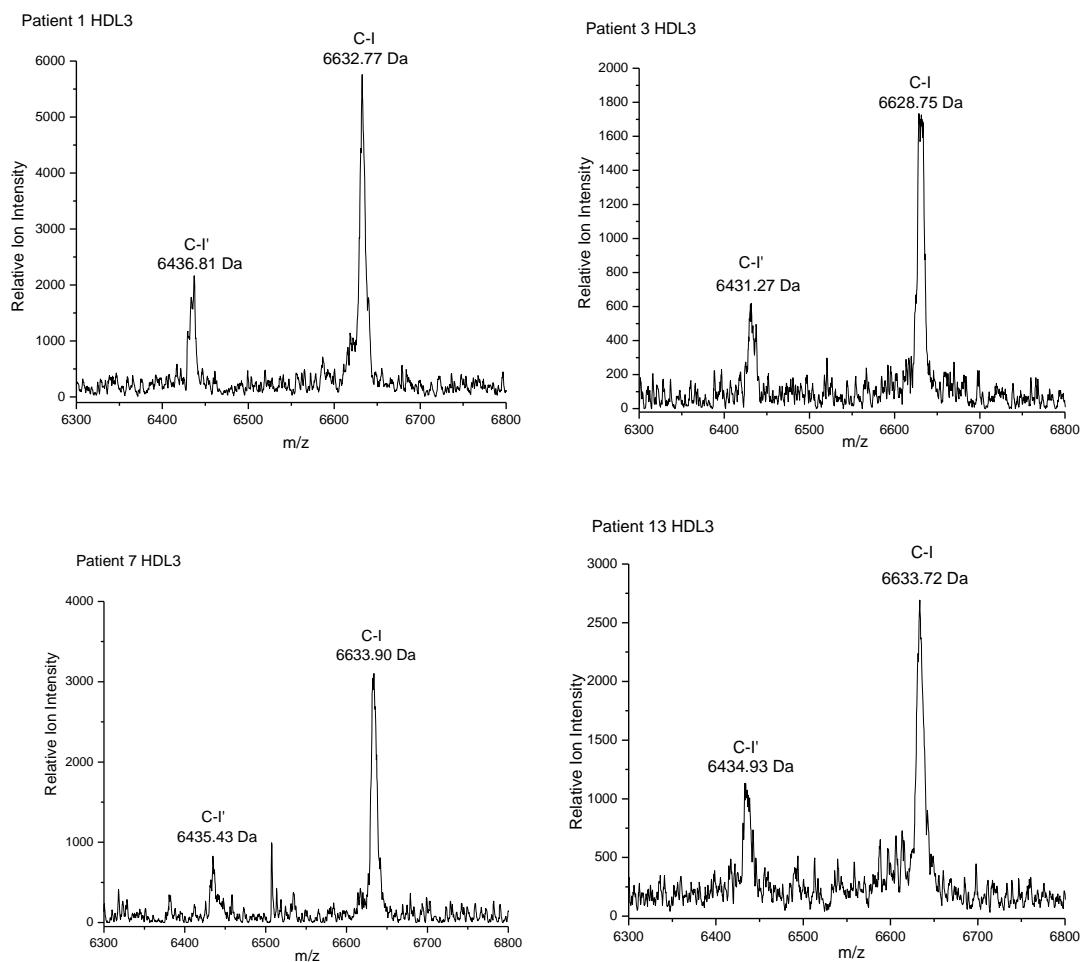 Patient 1 HDL3
C-I
6632.77 Da
C-I'
6436.81 Da
Relative Ion Intensity
6000
5000
4000
3000
2000
1000
0
6300 6400 6500 6600 6700 6800
m/z
Patient 3 HDL3
C-I
6628.75 Da
C-I'
6431.27 Da
Relative Ion Intensity
2000
1800
1600
1400
1200
1000
800
600
400
200
0
6300 6400 6500 6600 6700 6800
m/z
Patient 7 HDL3
C-I
6633.90 Da
C-I'
6435.43 Da
Relative Ion Intensity
4000
3000
2000
1000
0
6300 6400 6500 6600 6700 6800
m/z
Patient 13 HDL3
C-I
6633.72 Da
C-I'
6434.93 Da
Relative Ion Intensity
3000
2500
2000
1500
1000
500
0
6300 6400 6500 6600 6700 6800
m/z